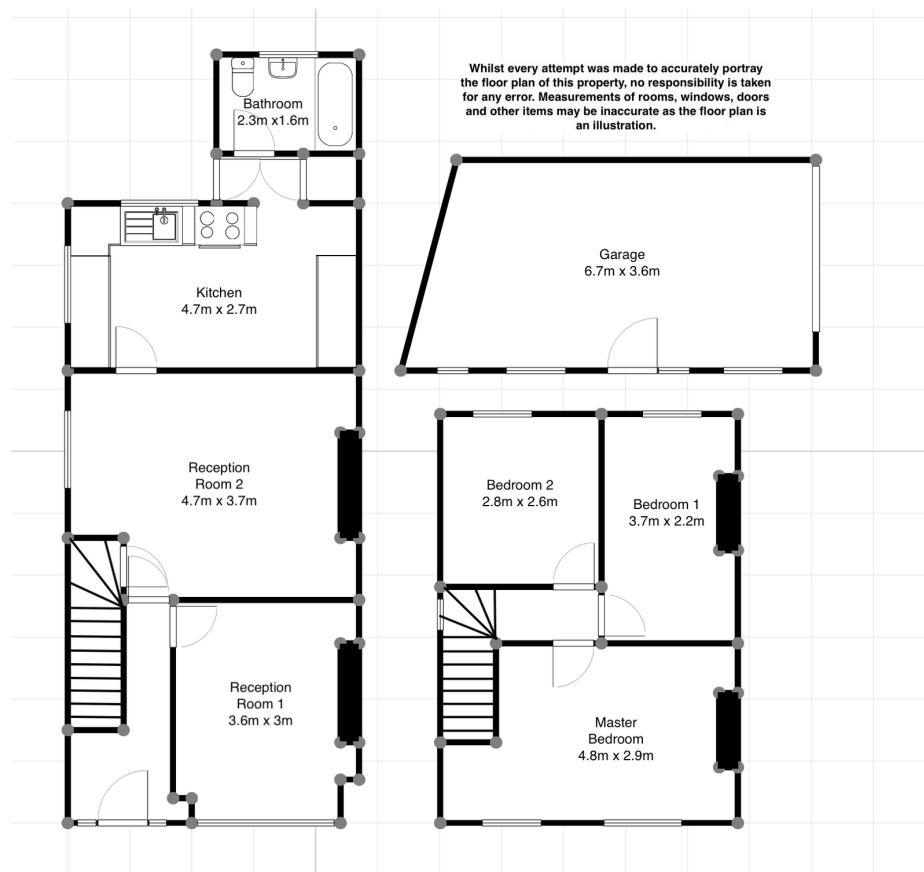 Whilst every attempt was made to accurately portray
the floor plan of this property, no responsibility is taken
for any error. Measurements of rooms, windows, doors
and other items may be inaccurate as the floor plan is
an illustration.
Bathroom
2.3m x1.6m
Garage
6.7m x 3.6m
Kitchen
4.7m x 2.7m
Reception
Room 2
4.7m x 3.7m
Bedroom 2
2.8m x 2.6m
Bedroom 1
3.7m x 2.2m
Reception
Room 1
3.6m x 3m
Master
Bedroom
4.8m x 2.9m